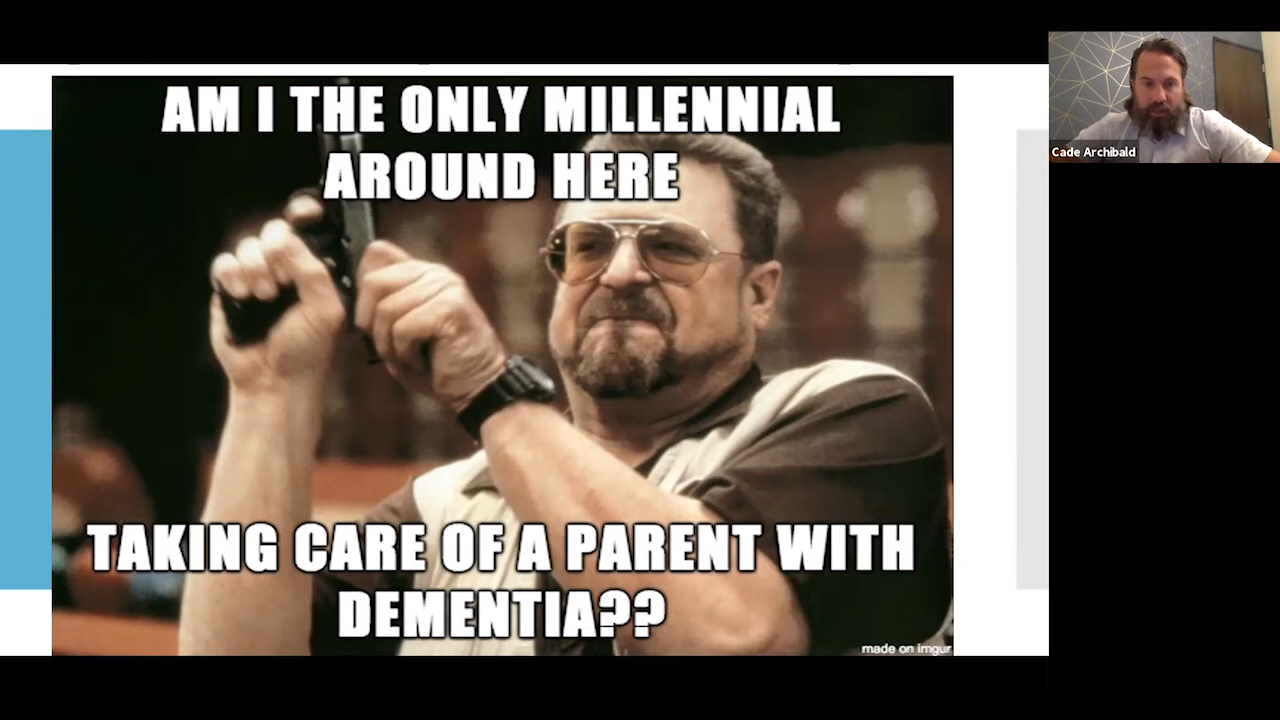 AM I THE ONLY MILLENNIAL
AROUND HERE
TAKING CARE OF A PARENT WITH
DEMENTIA??
made on imgur
Cade Archibald